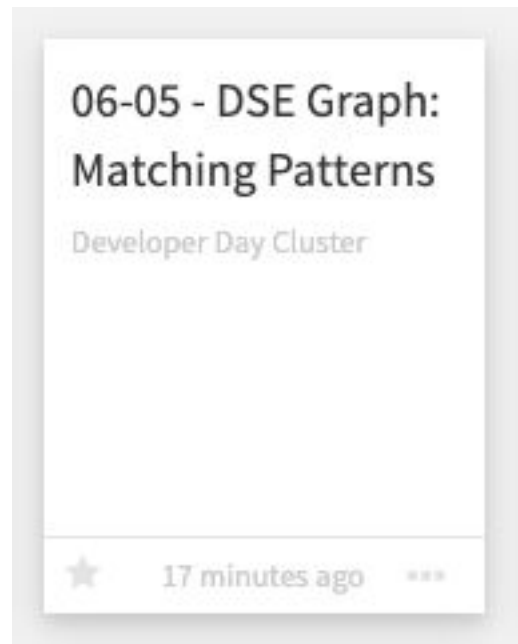 06-05 - DSE Graph:
Matching Patterns
Developer Day Cluster
17 minutes ago